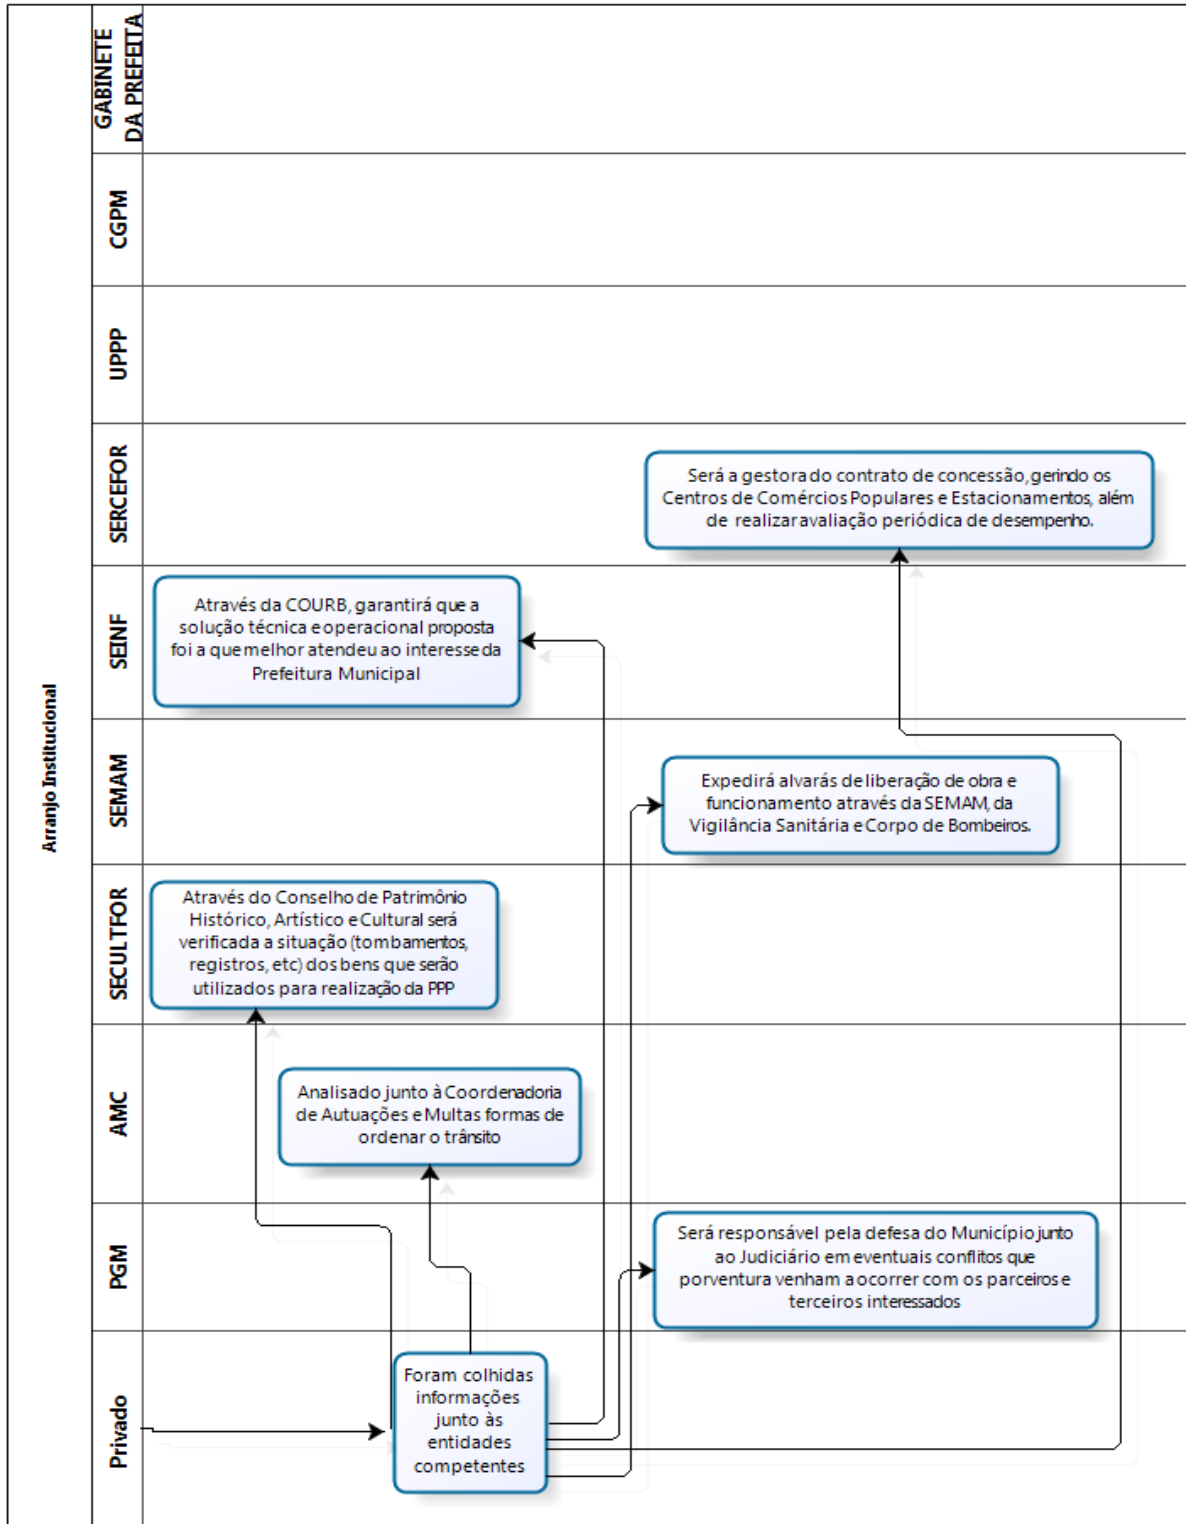 Arranjo Institucional
GABINETE
DA PREFEITA
CGPM
UPPP
SERCEFOR
Será a gestora do contrato de concessão, gerindo os
Centros de Comércios Populares e Estacionamentos, além
de realizar avaliação periódica de desempenho.
SEINF
Através da COURB, garantirá que a
solução técnica e operacional proposta
foi a que melhor atendeu ao interesse da
Prefeitura Municipal
SEMAM
Expedirá alvarás de liberação de obra e
funcionamento através da SEMAM, da
Vigilância Sanitária e Corpo de Bombeiros.
SECULTFOR
Através do Conselho de Patrimônio
Histórico, Artístico e Cultural será
verificada a situação (tombamentos,
registros, etc) dos bens que serão
utilizados para realização da PPP
AMC
Analisado junto à Coordenadoria
de Autuações e Multas formas de
ordenar o trânsito
PGM
Será responsável pela defesa do Município junto
ao Judiciário em eventuais conflitos que
porventura venham a ocorrer com os parceiros e
terceiros interessados
Privado
Foram colhidas
informações
junto às
entidades
competentes